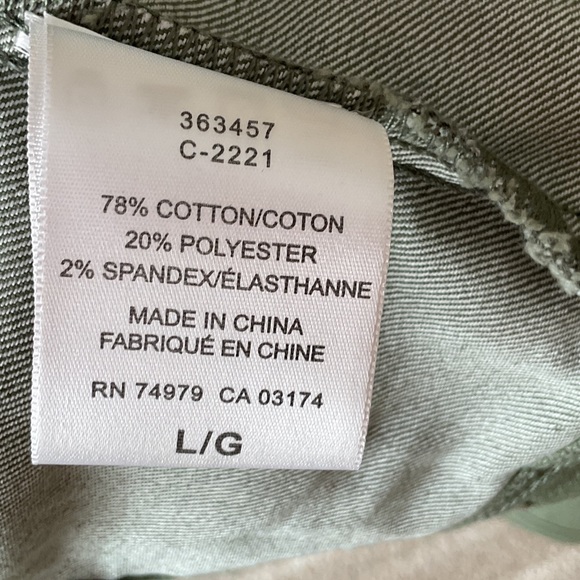 363457
C-2221
78% COTTON/COTON
20% POLYESTER
2% SPANDEX/ÉLASTHANNE
MADE IN CHINA
FABRIQUÉ EN CHINE
RN 74979 CA 03174
L/G